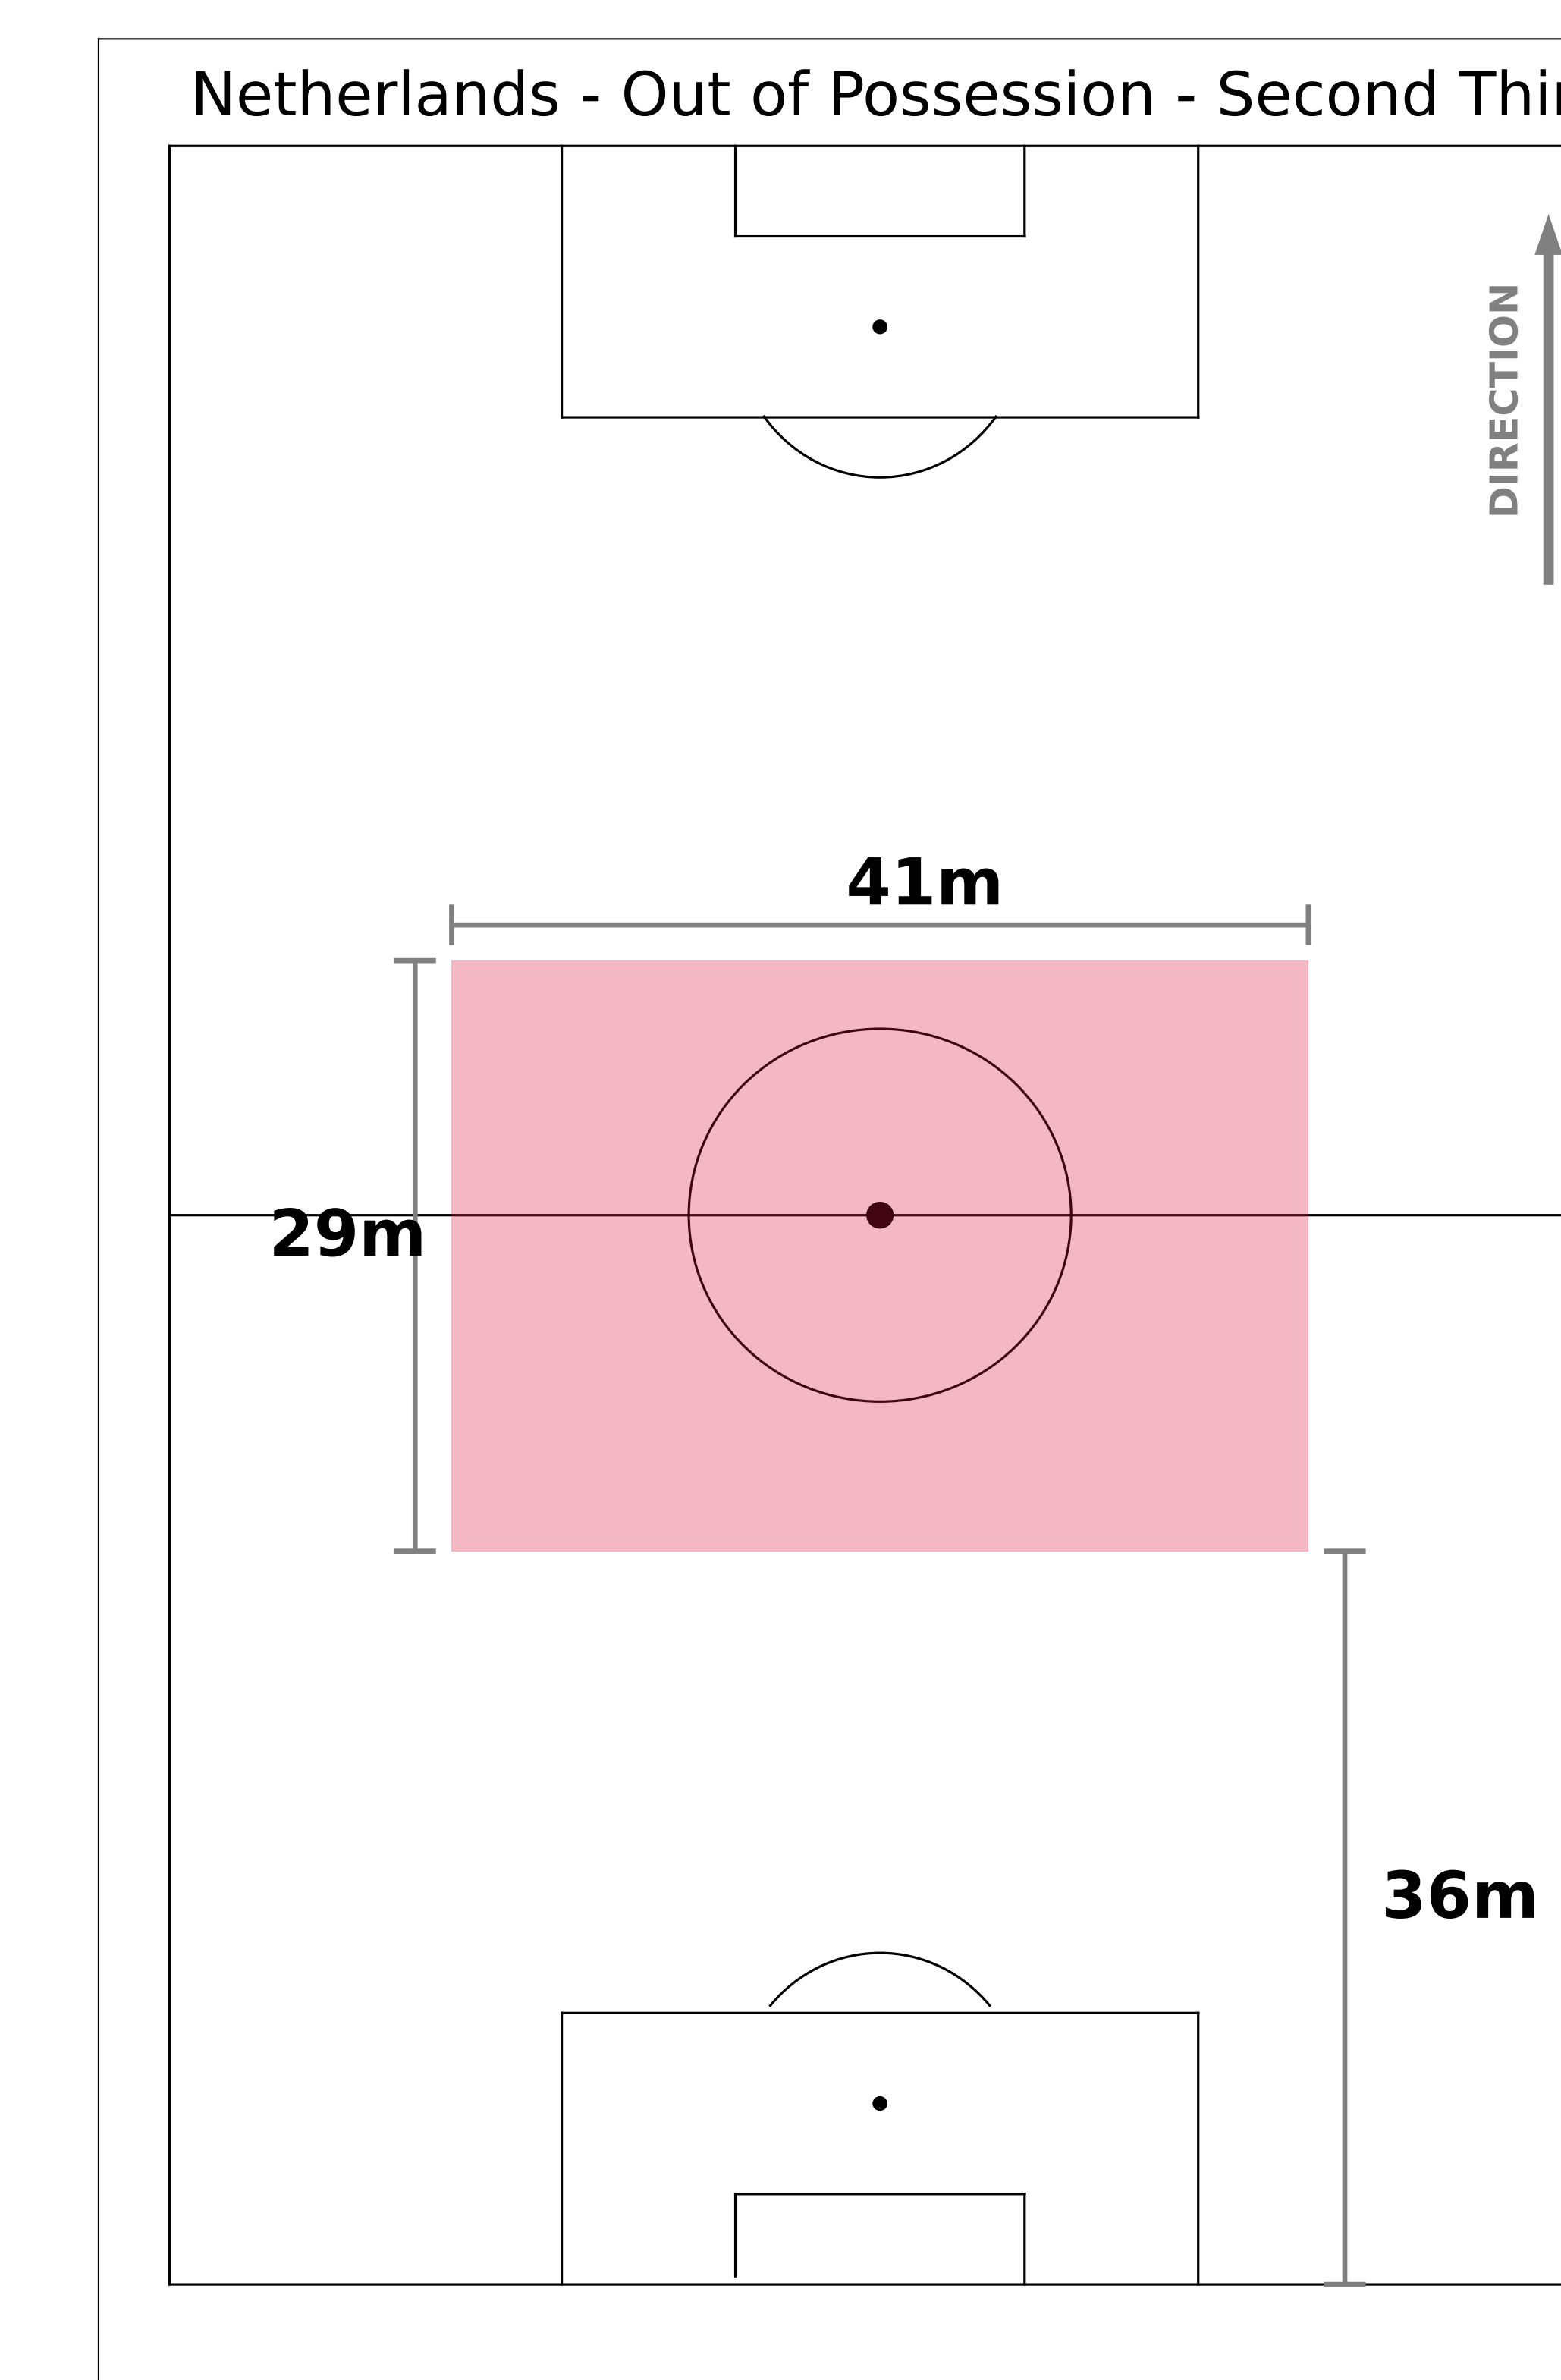 Netherlands - Out of Possession - Second Thir
DIRECTION
41m
29m
36m